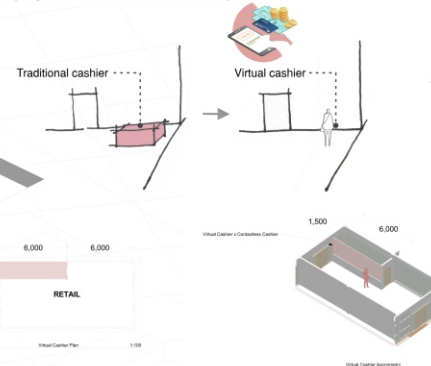 Traditional cashier
Virtual cashier
Virtual Cashier x Contactless Cashier
1,500
6,000
6,000
6,000
RETAIL
Virtual Cashier Plan
1:100
Virtual Cashier Axonometry